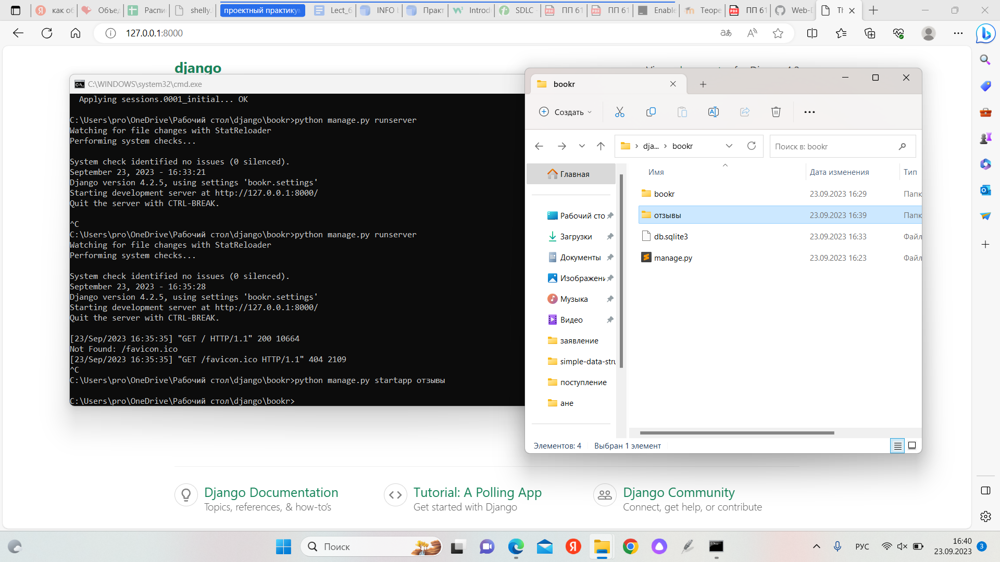 как об
Объе
Распи
shelly.
проектный практикум
Lect_6
INFO
Практ
Introd
SDLC -
ПП 61
ПП 61
Enable
Теоре
ПП 61
Web-D
Th
127.0.0.1:8000
django
C:\WINDOWS\system32\cmd.exe
Applying sessions.0001_initial... OK
C:\Users\pro\OneDrive\Рабочий стол\django\bookr>python manage.py runserver
Watching for file changes with StatReloader
Performing system checks...
System check identified no issues (0 silenced).
September 23, 2023 - 16:33:21
Django version 4.2.5, using settings 'bookr.settings'
Starting development server at http://127.0.0.1:8000/
Quit the server with CTRL-BREAK.
^C
C:\Users\pro\OneDrive\Рабочий стол\django\bookr>python manage.py runserver
Watching for file changes with StatReloader
Performing system checks...
System check identified no issues (0 silenced).
September 23, 2023 - 16:35:28
Django version 4.2.5, using settings 'bookr.settings'
Starting development server at http://127.0.0.1:8000/
Quit the server with CTRL-BREAK.
[23/Sep/2023 16:35:35] "GET / HTTP/1.1" 200 10664
Not Found: /favicon.ico
[23/Sep/2023 16:35:35] "GET /favicon.ico HTTP/1.1" 404 2109
^C
C:\Users\pro\OneDrive\Рабочий стол\django\bookr>python manage.py startapp отзывы
C:\Users\pro\OneDrive\Рабочий стол\django\bookr>
bookr
Создать
dja... > bookr
Поиск в: bookr
Главная
Рабочий сто
Загрузки
Документы
Изображени
Музыка
Видео
заявление
simple-data-stru
поступление
ане
Имя Дата изменения Тип
bookr 23.09.2023 16:29 Папк
отзывы 23.09.2023 16:39 Папк
db.sqlite3 23.09.2023 16:33 Файл
manage.py 23.09.2023 16:23 Файл
Элементов: 4 Выбран 1 элемент
Django Documentation
Topics, references, & how-to's
Tutorial: A Polling App
Get started with Django
Django Community
Connect, get help, or contribute
Поиск
РУС
16:40
23.09.2023
3